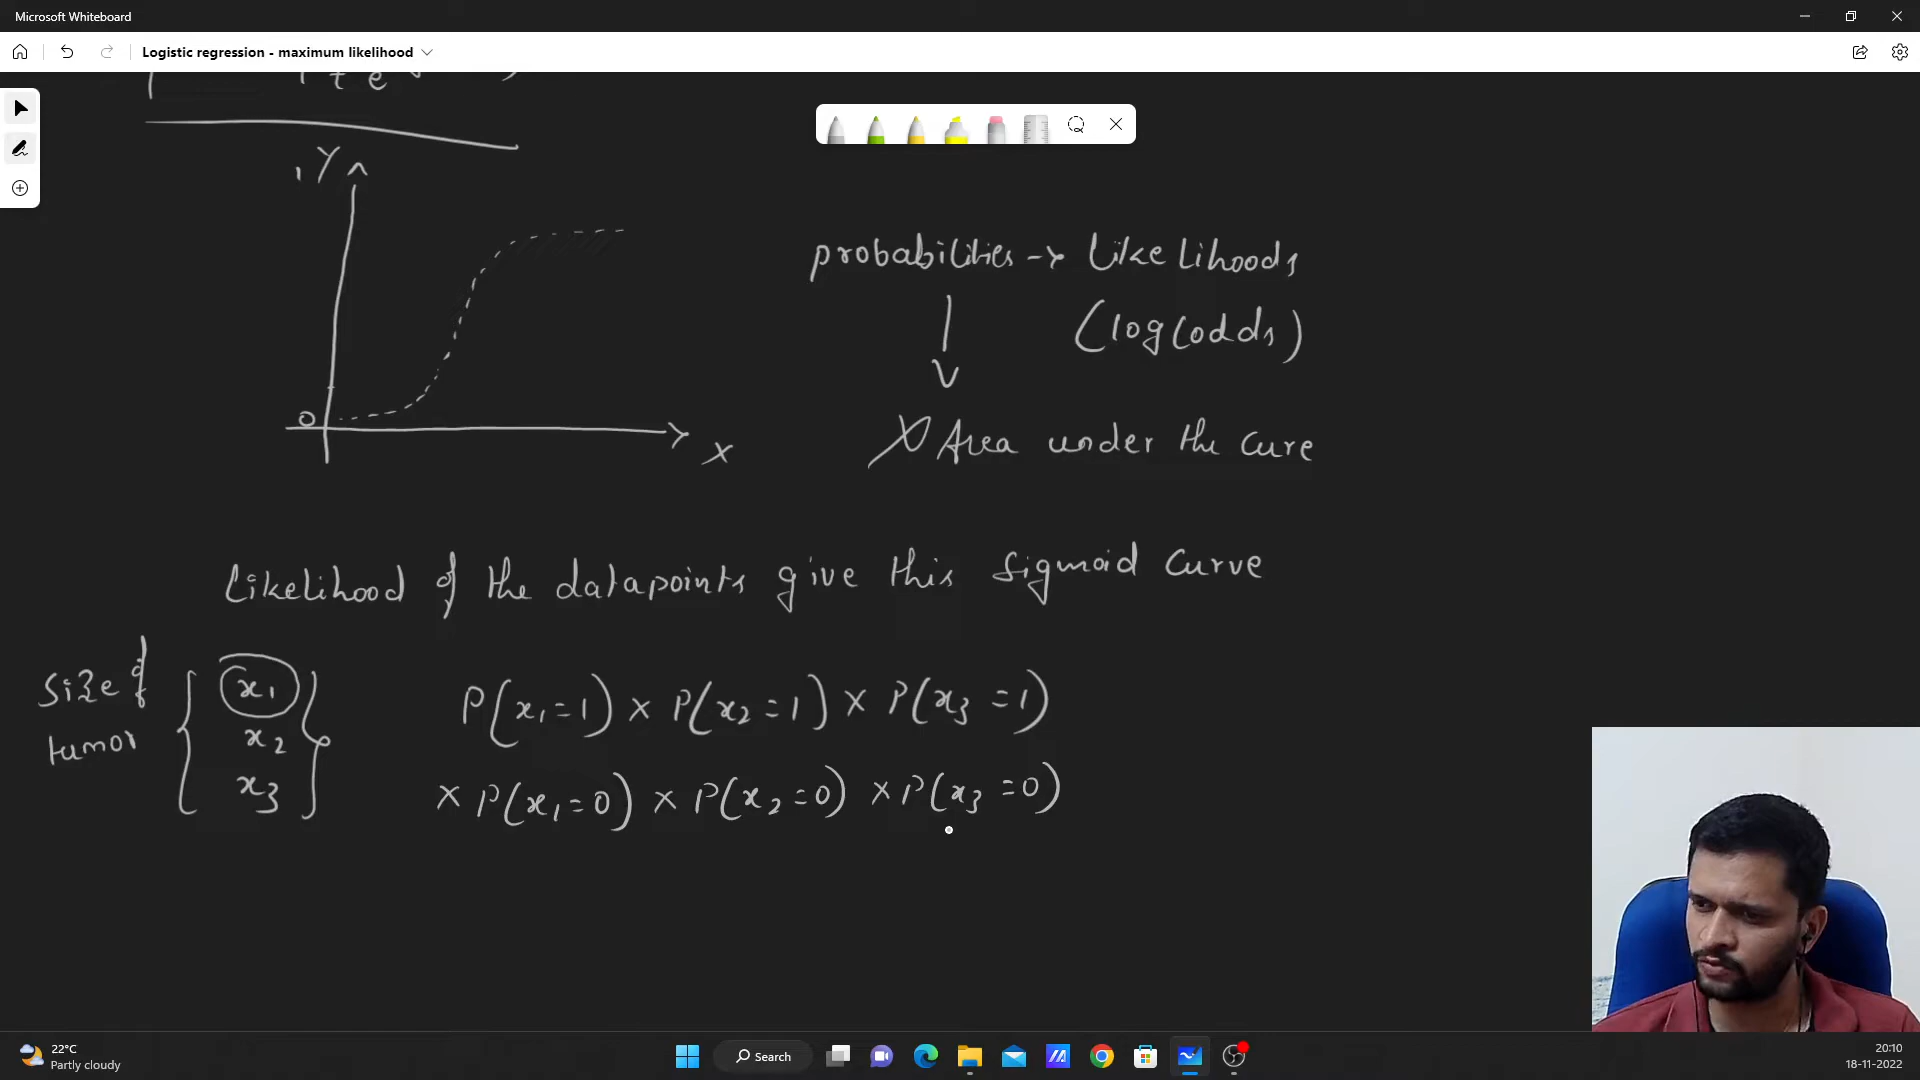 Microsoft Whiteboard
Logistic regression - maximum likelihood
Y
0
X
probabilities -> Likelihoods
(log(odds)
X Area under the cure
Likelihood of the datapoints give this Sigmoid Curve
Size of
tumor
x1
x2
x3
P(x1=1) × P(x2=1) × P(x3=1)
× P(x1=0) × P(x2=0) × P(x3=0)
22°C
Partly cloudy
Search
20:10
18-11-2022